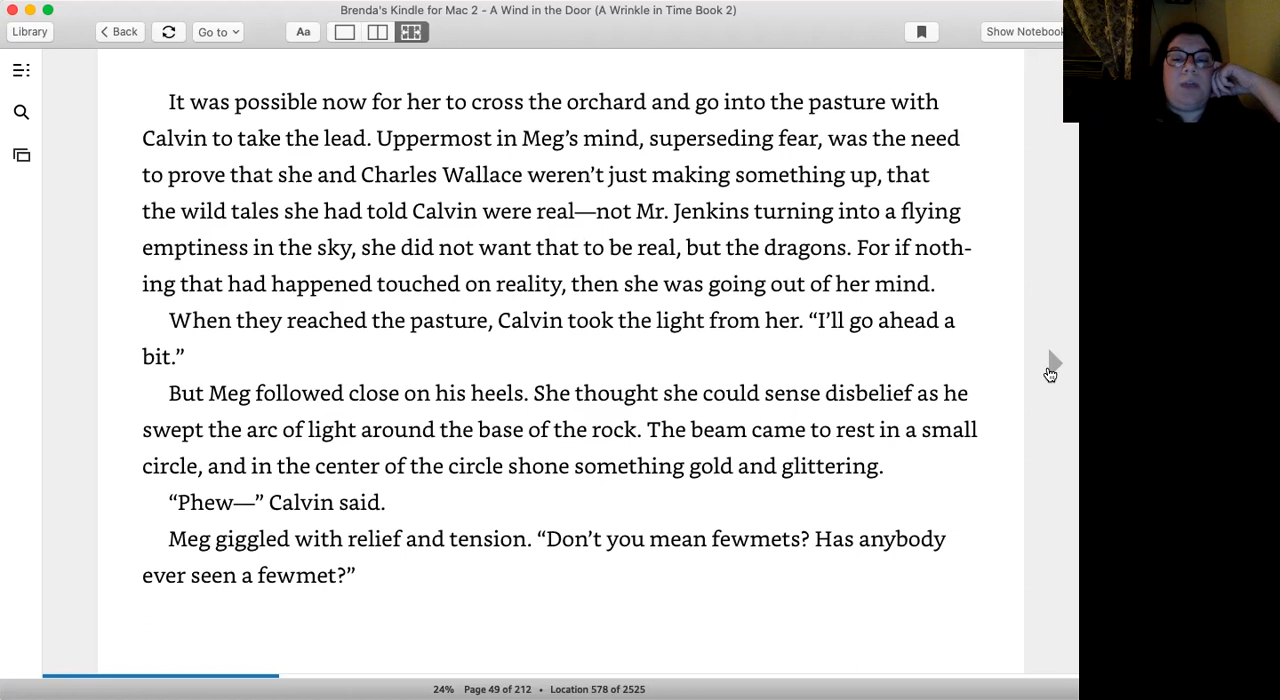 Brenda's Kindle for Mac 2 - A Wind in the Door (A Wrinkle in Time Book 2)
Library
Back
Go to
Aa
Show Notebook
It was possible now for her to cross the orchard and go into the pasture with
Calvin to take the lead. Uppermost in Meg’s mind, superseding fear, was the need
to prove that she and Charles Wallace weren’t just making something up, that
the wild tales she had told Calvin were real—not Mr. Jenkins turning into a flying
emptiness in the sky, she did not want that to be real, but the dragons. For if noth-
ing that had happened touched on reality, then she was going out of her mind.
When they reached the pasture, Calvin took the light from her. “I’ll go ahead a
bit.”
But Meg followed close on his heels. She thought she could sense disbelief as he
swept the arc of light around the base of the rock. The beam came to rest in a small
circle, and in the center of the circle shone something gold and glittering.
“Phew—” Calvin said.
Meg giggled with relief and tension. “Don’t you mean fewmets? Has anybody
ever seen a fewmet?”
24% Page 49 of 212 • Location 578 of 2525